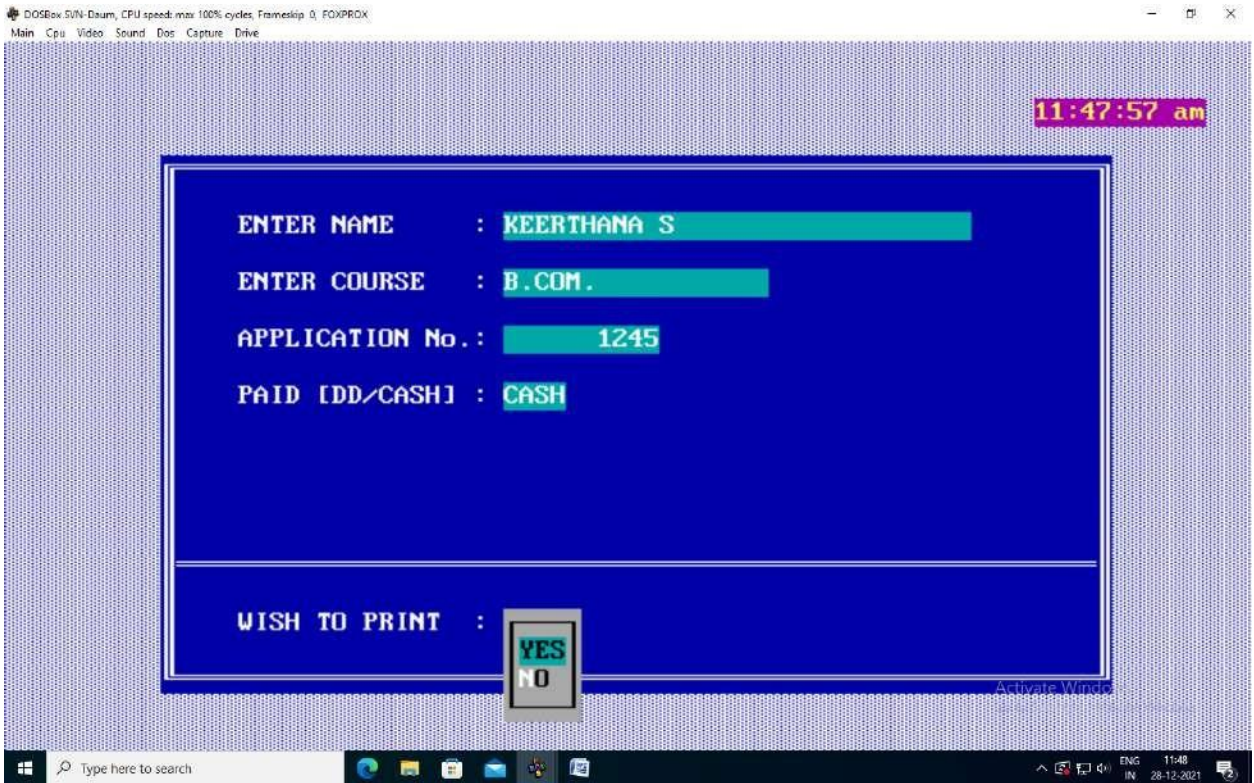 DOSBox SVN-Daum, CPU speed: max 100% cycles, Frameskip 0, FOXPROX
Main Cpu Video Sound Dos Capture Drive
11:47:57 am
ENTER NAME : KEERTHANA S
ENTER COURSE : B.COM.
APPLICATION No.: 1245
PAID [DD/CASH] : CASH
WISH TO PRINT :
YES
NO
Activate Windo
Type here to search
ENG 11:48
IN 28-12-2021
2